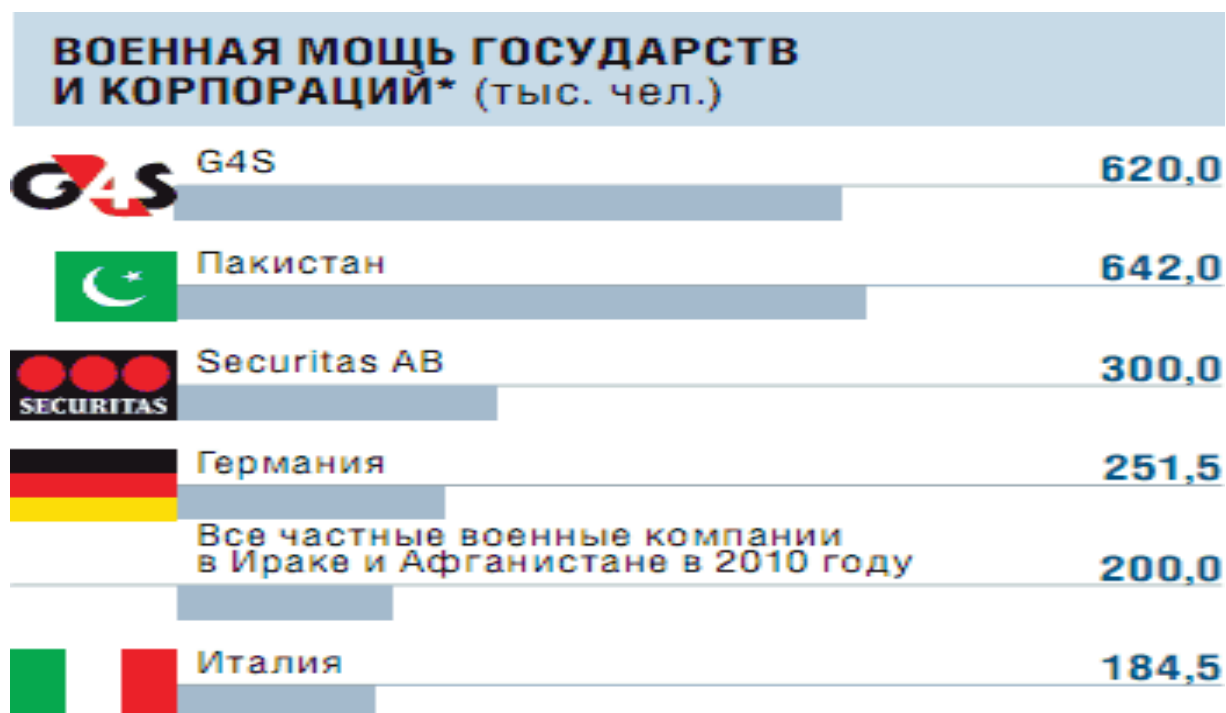 ВОЕННАЯ МОЩЬ ГОСУДАРСТВ
И КОРПОРАЦИЙ* (тыс. чел.)
G4S G4S 620,0
Пакистан 642,0
SECURITAS Securitas AB 300,0
Германия 251,5
Все частные военные компании
в Ираке и Афганистане в 2010 году 200,0
Италия 184,5